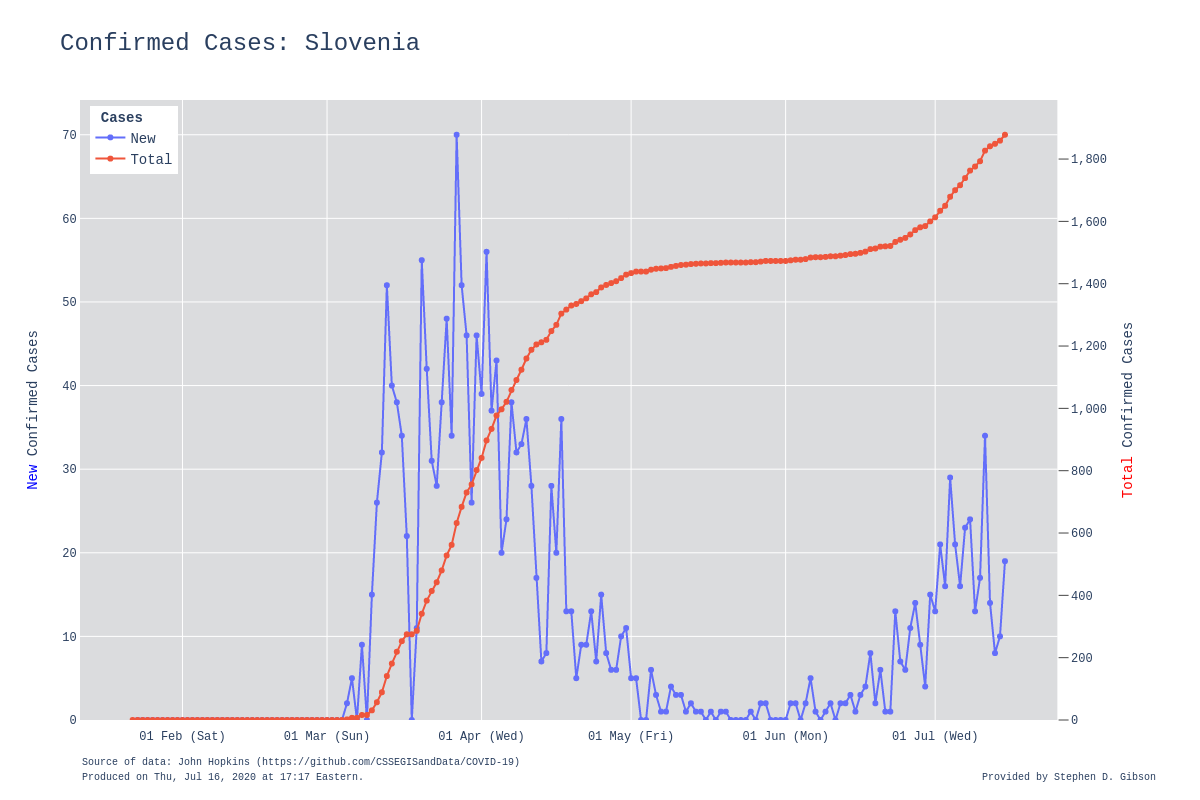 Confirmed Cases: Slovenia
Cases
New
Total
70
60
50
40
30
20
10
0
1,800
1,600
1,400
1,200
1,000
800
600
400
200
0
New Confirmed Cases
Total Confirmed Cases
01 Feb (Sat)
01 Mar (Sun)
01 Apr (Wed)
01 May (Fri)
01 Jun (Mon)
01 Jul (Wed)
Source of data: John Hopkins (https://github.com/CSSEGISandData/COVID-19)
Produced on Thu, Jul 16, 2020 at 17:17 Eastern.
Provided by Stephen D. Gibson